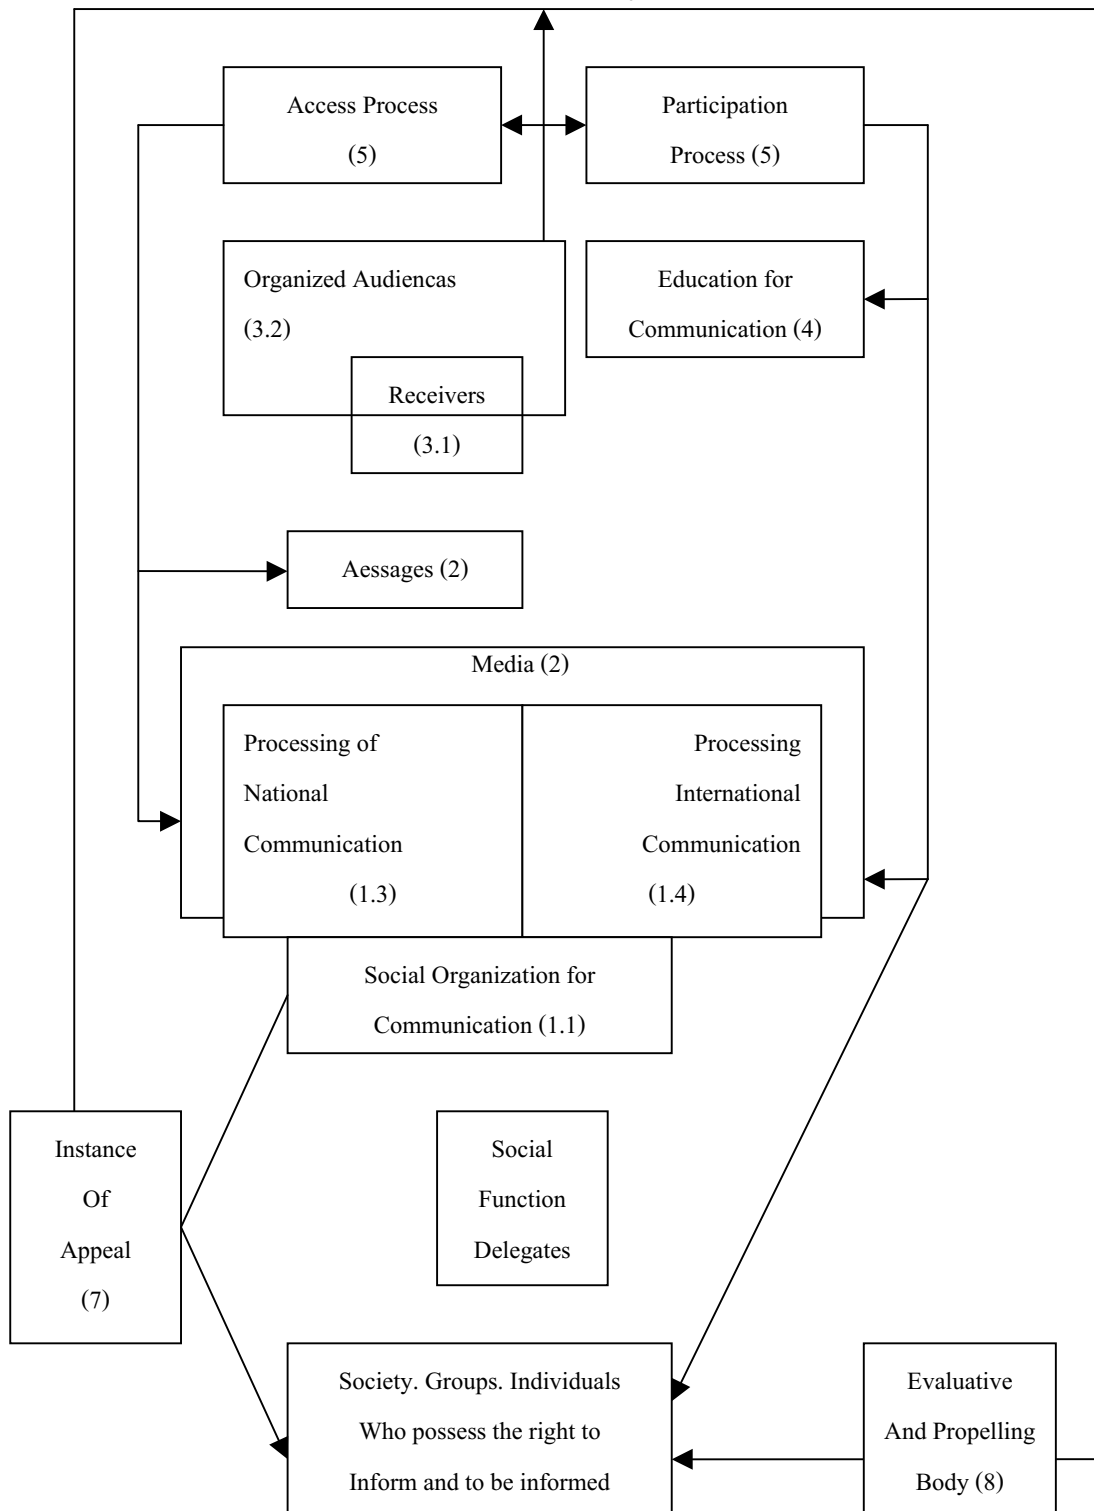 Access Process
(5)
Participation
Process (5)
Organized Audiencas
(3.2)
Education for
Communication (4)
Receivers
(3.1)
Aessages (2)
Media (2)
Processing of
National
Communication
(1.3)
Processing
International
Communication
(1.4)
Social Organization for
Communication (1.1)
Instance
Of
Appeal
(7)
Social
Function
Delegates
Society. Groups. Individuals
Who possess the right to
Inform and to be informed
Evaluative
And Propelling
Body (8)